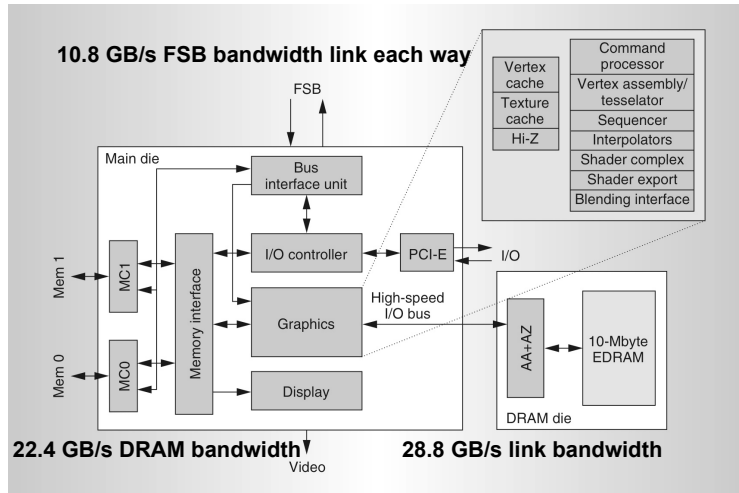 10.8 GB/s FSB bandwidth link each way
FSB
Main die
Bus
interface unit
I/O controller
PCI-E
I/O
Mem 1
MC1
Memory interface
Graphics
High-speed
I/O bus
Mem 0
MC0
Display
Video
Vertex
cache
Texture
cache
Hi-Z
Command
processor
Vertex assembly/
tesselator
Sequencer
Interpolators
Shader complex
Shader export
Blending interface
AA+AZ
10-Mbyte
EDRAM
DRAM die
22.4 GB/s DRAM bandwidth
28.8 GB/s link bandwidth